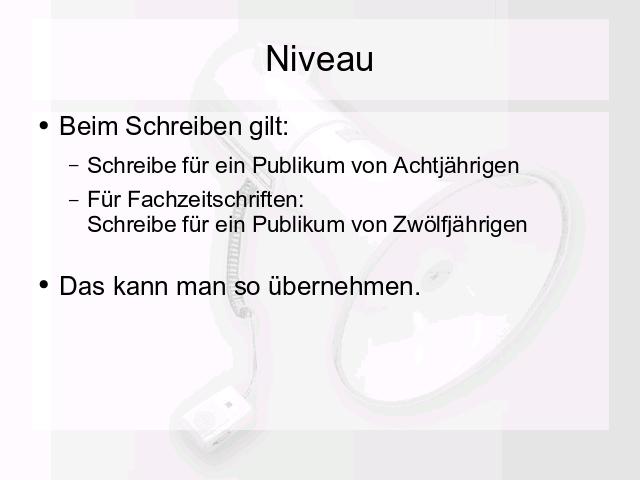 Niveau
• Beim Schreiben gilt:
– Schreibe für ein Publikum von Achtjährigen
– Für Fachzeitschriften:
Schreibe für ein Publikum von Zwölfjährigen
• Das kann man so übernehmen.